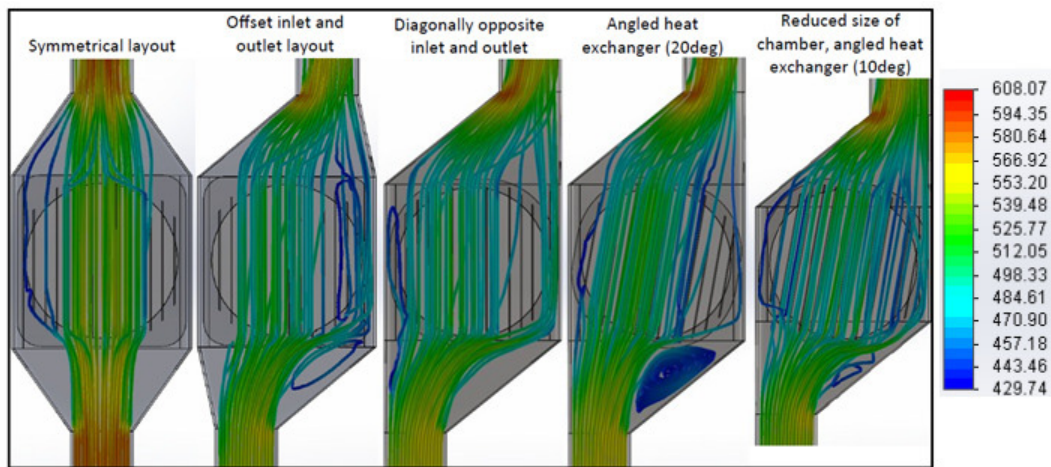 Symmetrical layout
Offset inlet and
outlet layout
Diagonally opposite
inlet and outlet
Angled heat
exchanger (20deg)
Reduced size of
chamber, angled heat
exchanger (10deg)
608.07
594.35
580.64
566.92
553.20
539.48
525.77
512.05
498.33
484.61
470.90
457.18
443.46
429.74